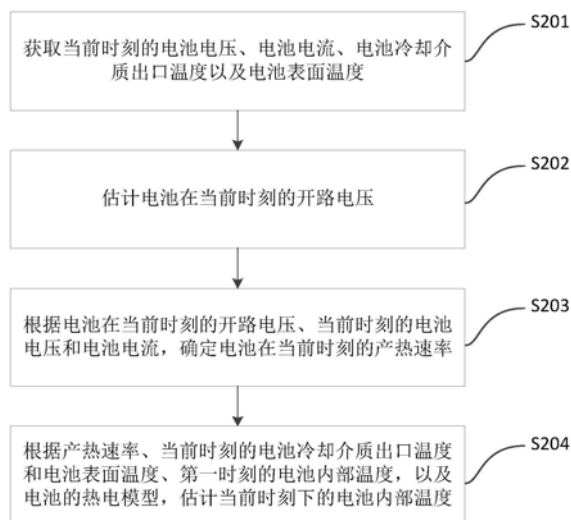 获取当前时刻的电池电压、电池电流、电池冷却介
质出口温度以及电池表面温度
S201
估计电池在当前时刻的开路电压
S202
根据电池在当前时刻的开路电压、当前时刻的电池
电压和电池电流，确定电池在当前时刻的产热速率
S203
根据产热速率、当前时刻的电池冷却介质出口温度
和电池表面温度、第一时刻的电池内部温度，以及
电池的热电模型，估计当前时刻下的电池内部温度
S204